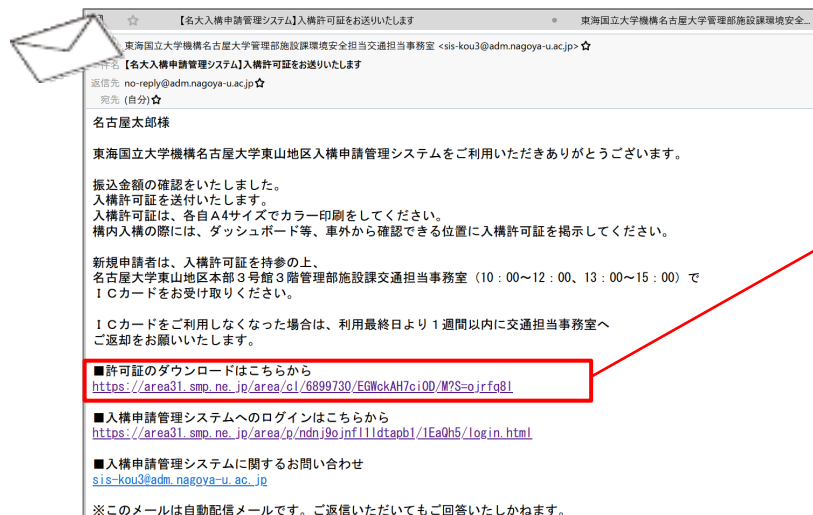 【名大入構申請管理システム】入構許可証をお送りいたします
東海国立大学機構名古屋大学管理部施設課環境安全...
東海国立大学機構名古屋大学管理部施設課環境安全担当交通担当事務室 <sis-kou3@adm.nagoya-u.ac.jp>
件名 【名大入構申請管理システム】入構許可証をお送りいたします
返信先 no-reply@adm.nagoya-u.ac.jp
宛先 (自分)
名古屋太郎様
東海国立大学機構名古屋大学東山地区入構申請管理システムをご利用いただきありがとうございます。
振込金額の確認をいたしました。
入構許可証を送付いたします。
入構許可証は、各自A4サイズでカラー印刷をしてください。
構内入構の際には、ダッシュボード等、車外から確認できる位置に入構許可証を掲示してください。
新規申請者は、入構許可証を持参の上、
名古屋大学東山地区本部3号館3階管理部施設課交通担当事務室（10：00～12：00、13：00～15：00）で
ＩＣカードをお受け取りください。
ＩＣカードをご利用しなくなった場合は、利用最終日より1週間以内に交通担当事務室へ
ご返却をお願いいたします。
■許可証のダウンロードはこちらから
https://area31.smp.ne.jp/area/cl/6899730/EGWckAH7ciOD/M?S=ojrfq8l
■入構申請管理システムへのログインはこちらから
https://area31.smp.ne.jp/area/p/ndnj9ojnfl1ldtapb1/1EaQh5/login.html
■入構申請管理システムに関するお問い合わせ
sis-kou3@adm.nagoya-u.ac.jp
※このメールは自動配信メールです。ご返信いただいてもご回答いたしかねます。